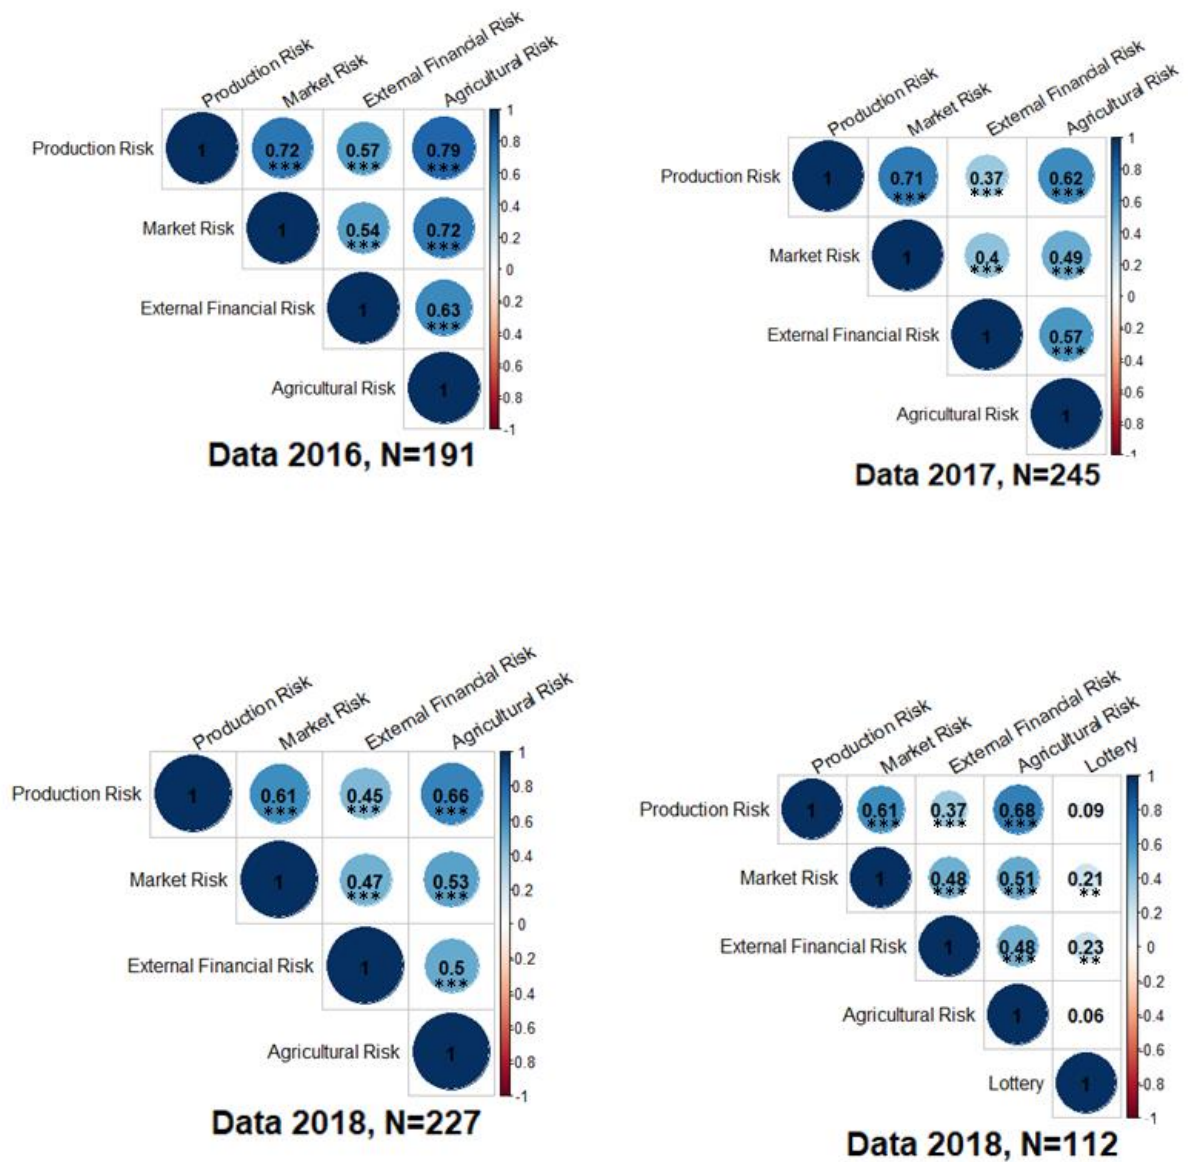 Production Risk
Market Risk
External Financial Risk
Agricultural Risk
Production Risk 1 0.72 0.57 0.79
*** *** ***
Market Risk 1 0.54 0.72
*** ***
External Financial Risk 1 0.63
***
Agricultural Risk 1
1
0.8
0.6
0.4
0.2
0
-0.2
-0.4
-0.6
-0.8
-1
Data 2016, N=191
Production Risk
Market Risk
External Financial Risk
Agricultural Risk
Production Risk 1 0.71 0.37 0.62
*** *** ***
Market Risk 1 0.4 0.49
*** ***
External Financial Risk 1 0.57
***
Agricultural Risk 1
1
0.8
0.6
0.4
0.2
0
-0.2
-0.4
-0.6
-0.8
-1
Data 2017, N=245
Production Risk
Market Risk
External Financial Risk
Agricultural Risk
Production Risk 1 0.61 0.45 0.66
*** *** ***
Market Risk 1 0.47 0.53
*** ***
External Financial Risk 1 0.5
***
Agricultural Risk 1
1
0.8
0.6
0.4
0.2
0
-0.2
-0.4
-0.6
-0.8
-1
Data 2018, N=227
Production Risk
Market Risk
External Financial Risk
Agricultural Risk
Lottery
Production Risk 1 0.61 0.37 0.68 0.09
*** *** ***
Market Risk 1 0.48 0.51 0.21
*** *** **
External Financial Risk 1 0.48 0.23
*** **
Agricultural Risk 1 0.06
Lottery 1
1
0.8
0.6
0.4
0.2
0
-0.2
-0.4
-0.6
-0.8
-1
Data 2018, N=112